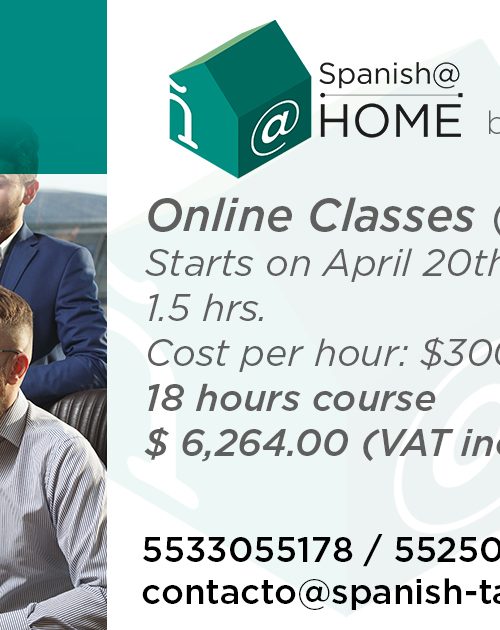 ñ @
Spanish@
HOME
Online Classes (
Starts on April 20th
1.5 hrs.
Cost per hour: $300
18 hours course
$ 6,264.00 (VAT in
5533055178 / 55250
contacto@spanish-ta